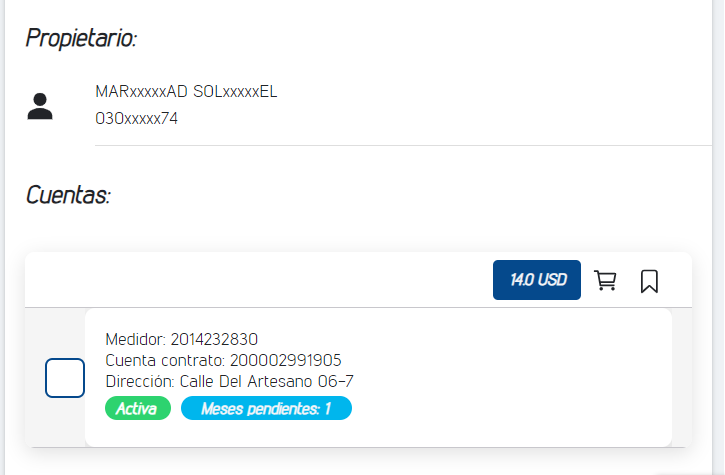 Propietario:
MARxxxxxAD SOLxxxxxEL
030xxxxx74
Cuentas:
14.0 USD
Medidor: 2014232830
Cuenta contrato: 200002991905
Dirección: Calle Del Artesano 06-7
Activa
Meses pendientes: 1